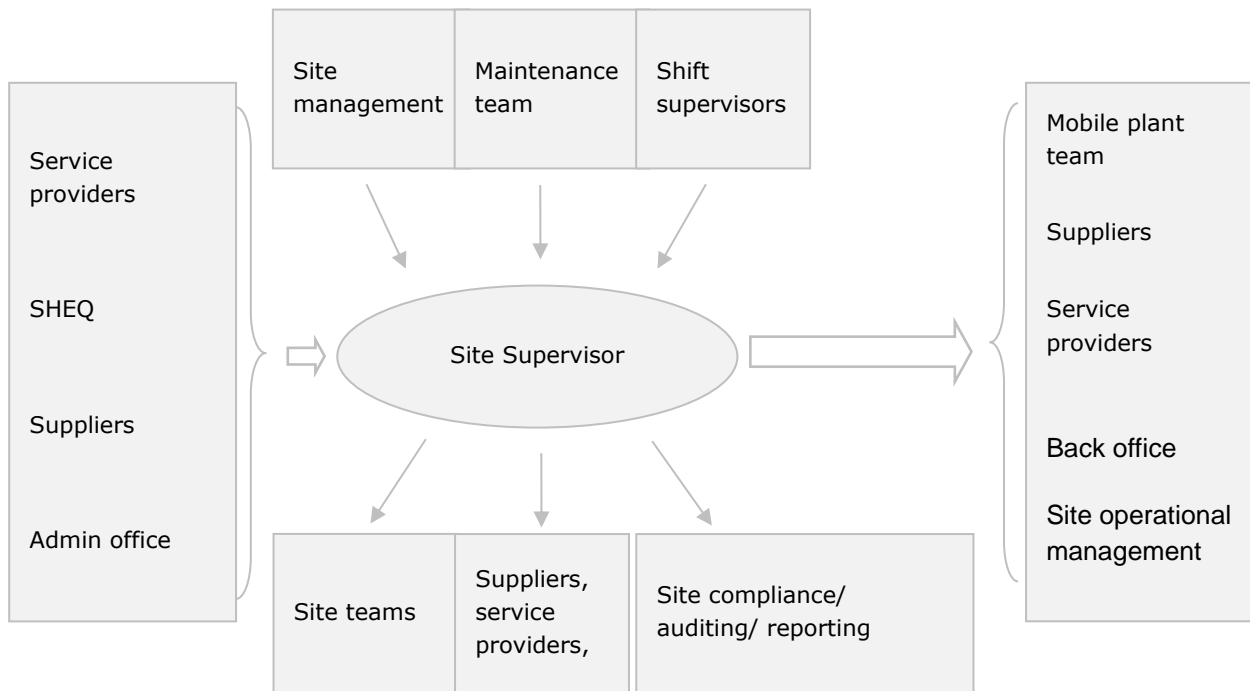 Site
management
Maintenance
team
Shift
supervisors
Service
providers
SHEQ
Suppliers
Admin office
Site Supervisor
Mobile plant
team
Suppliers
Service
providers
Back office
Site operational
management
Site teams
Suppliers,
service
providers,
Site compliance/
auditing/ reporting